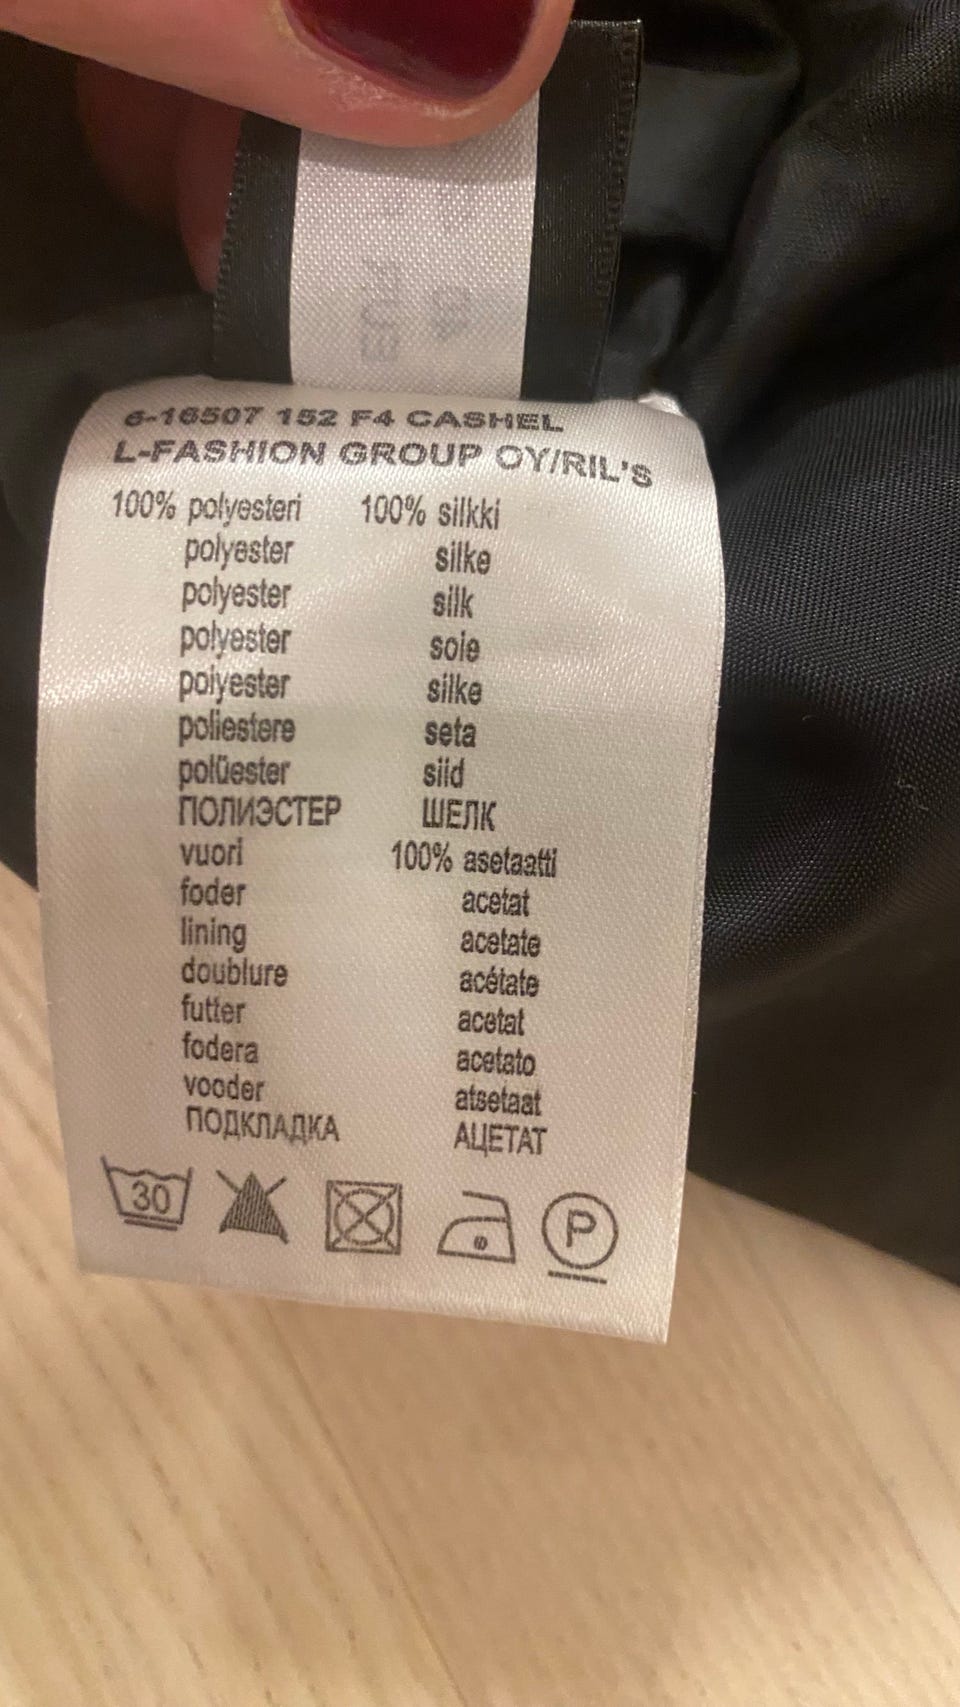 6-16507 152 F4 CASHEL
L-FASHION GROUP OY/RIL'S
100% polyesteri 100% silkki
polyester silke
polyester silk
polyester soie
polyester silke
poliestere seta
polüester siid
ПОЛИЭСТЕР ШЕЛК
vuori 100% asetaatti
foder acetat
lining acetate
doublure acétate
futter acetat
fodera acetato
vooder atsetaat
ПОДКЛАДКА АЦЕТАТ
30 P